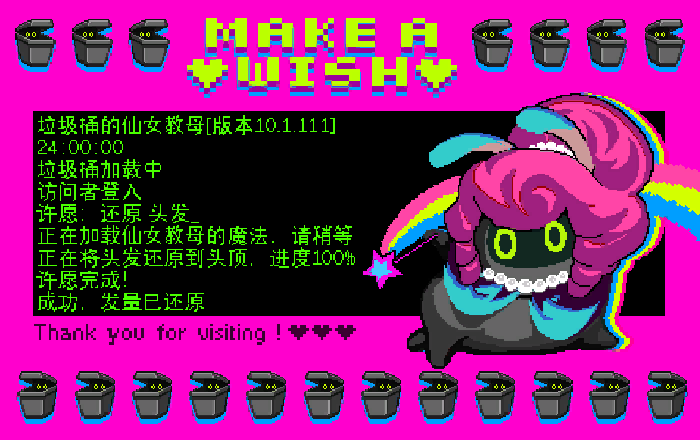 MAKE A
♥WISH♥
垃圾桶的仙女教母[版本10.1.111]
24:00:00
垃圾桶加载中
访问者登入
许愿：还原 头发_
正在加载仙女教母的魔法，请稍等
正在将头发还原到头顶，进度100%
许愿完成!
成功，发量已还原
Thank you for visiting ! ♥♥♥